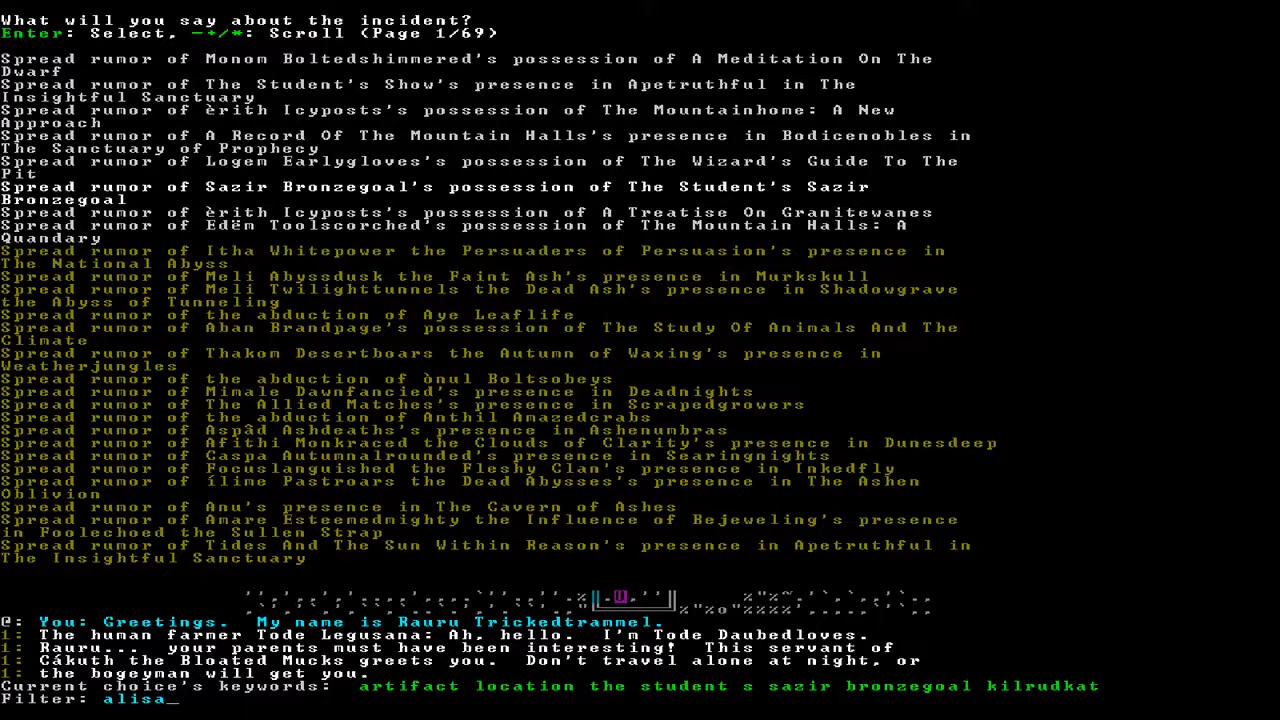 What will you say about the incident?
Enter: Select, -+/*: Scroll (Page 1/69)
Spread rumor of Monom Boltedshimmered's possession of A Meditation On The
Dwarf
Spread rumor of The Student's Show's presence in Apetruthful in The
Insightful Sanctuary
Spread rumor of èrith Icyposts's possession of The Mountainhome: A New
Approach
Spread rumor of A Record Of The Mountain Halls's presence in Bodicenobles in
The Sanctuary of Prophecy
Spread rumor of Logem Earlygloves's possession of The Wizard's Guide To The
Pit
Spread rumor of Sazir Bronzegoal's possession of The Student's Sazir
Bronzegoal
Spread rumor of èrith Icyposts's possession of A Treatise On Granitewanes
Spread rumor of Edëm Toolscorched's possession of The Mountain Halls: A
Quandary
Spread rumor of Itha Whitepower the Persuaders of Persuasion's presence in
The National Abyss
Spread rumor of Meli Abyssdusk the Faint Ash's presence in Murkskull
Spread rumor of Meli Twilighttunnels the Dead Ash's presence in Shadowgrave
the Abyss of Tunneling
Spread rumor of the abduction of Aye Leaflife
Spread rumor of Aban Brandpage's possession of The Study Of Animals And The
Climate
Spread rumor of Thakom Desertboars the Autumn of Waxing's presence in
Weatherjungles
Spread rumor of the abduction of ònul Boltsobeys
Spread rumor of Mimale Dawnfancied's presence in Deadnights
Spread rumor of The Allied Matches's presence in Scrapedgrowers
Spread rumor of the abduction of Anthil Amazedcrabs
Spread rumor of Aspâd Ashdeaths's presence in Ashenumbras
Spread rumor of Afithi Monkraced the Clouds of Clarity's presence in Dunesdeep
Spread rumor of Caspa Autumnalrounded's presence in Searingnights
Spread rumor of Focuslanguished the Fleshy Clan's presence in Inkedfly
Spread rumor of ílime Pastroars the Dead Abysses's presence in The Ashen
Oblivion
Spread rumor of Anu's presence in The Cavern of Ashes
Spread rumor of Amare Esteemedmighty the Influence of Bejeweling's presence
in Foolechoed the Sullen Strap
Spread rumor of Tides And The Sun Within Reason's presence in Apetruthful in
The Insightful Sanctuary
@: You: Greetings. My name is Rauru Trickedtrammel.
1: The human farmer Tode Legusana: Ah, hello. I'm Tode Daubedloves.
1: Rauru... your parents must have been interesting! This servant of
1: Cákuth the Bloated Mucks greets you. Don't travel alone at night, or
1: the bogeyman will get you.
Current choice's keywords: artifact location the student s sazir bronzegoal kilrudkat
Filter: alisa_